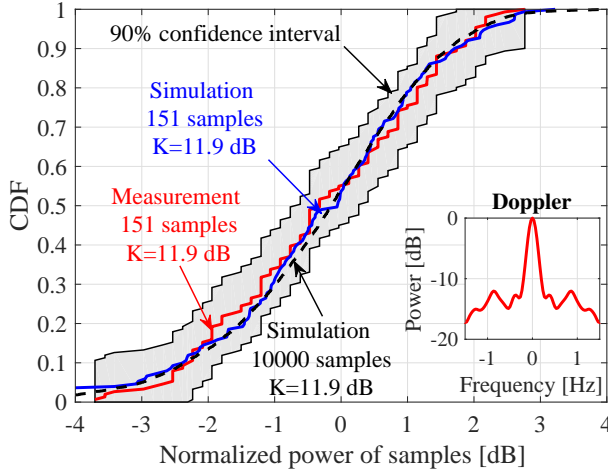 CDF
1
0.9
0.8
0.7
0.6
0.5
0.4
0.3
0.2
0.1
0
90% confidence interval
Simulation
151 samples
K=11.9 dB
Measurement
151 samples
K=11.9 dB
Simulation
10000 samples
K=11.9 dB
Doppler
Power [dB]
0
-10
-20
-1
0
1
Frequency [Hz]
-4
-3
-2
-1
0
1
2
3
4
Normalized power of samples [dB]